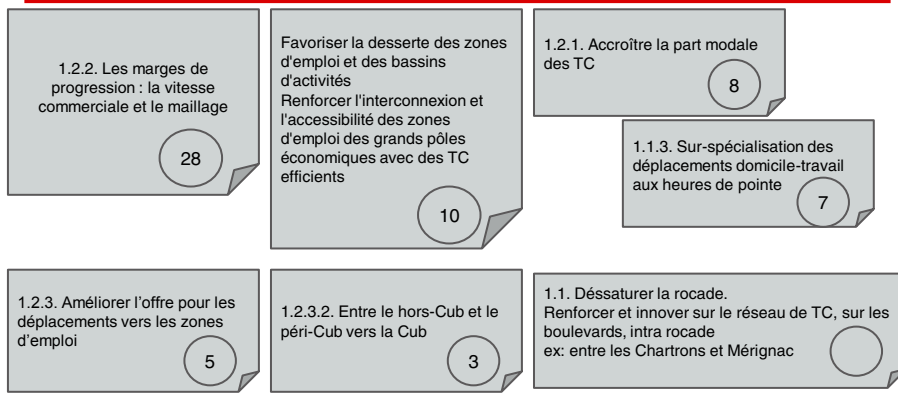 1.2.2. Les marges de
progression : la vitesse
commerciale et le maillage
28
Favoriser la desserte des zones
d'emploi et des bassins
d'activités
Renforcer l'interconnexion et
l'accessibilité des zones
d'emploi des grands pôles
économiques avec des TC
efficients
10
1.2.1. Accroître la part modale
des TC
8
1.1.3. Sur-spécialisation des
déplacements domicile-travail
aux heures de pointe
7
1.2.3. Améliorer l'offre pour les
déplacements vers les zones
d'emploi
5
1.2.3.2. Entre le hors-Cub et le
péri-Cub vers la Cub
3
1.1. Déssaturer la rocade.
Renforcer et innover sur le réseau de TC, sur les
boulevards, intra rocade
ex: entre les Chartrons et Mérignac